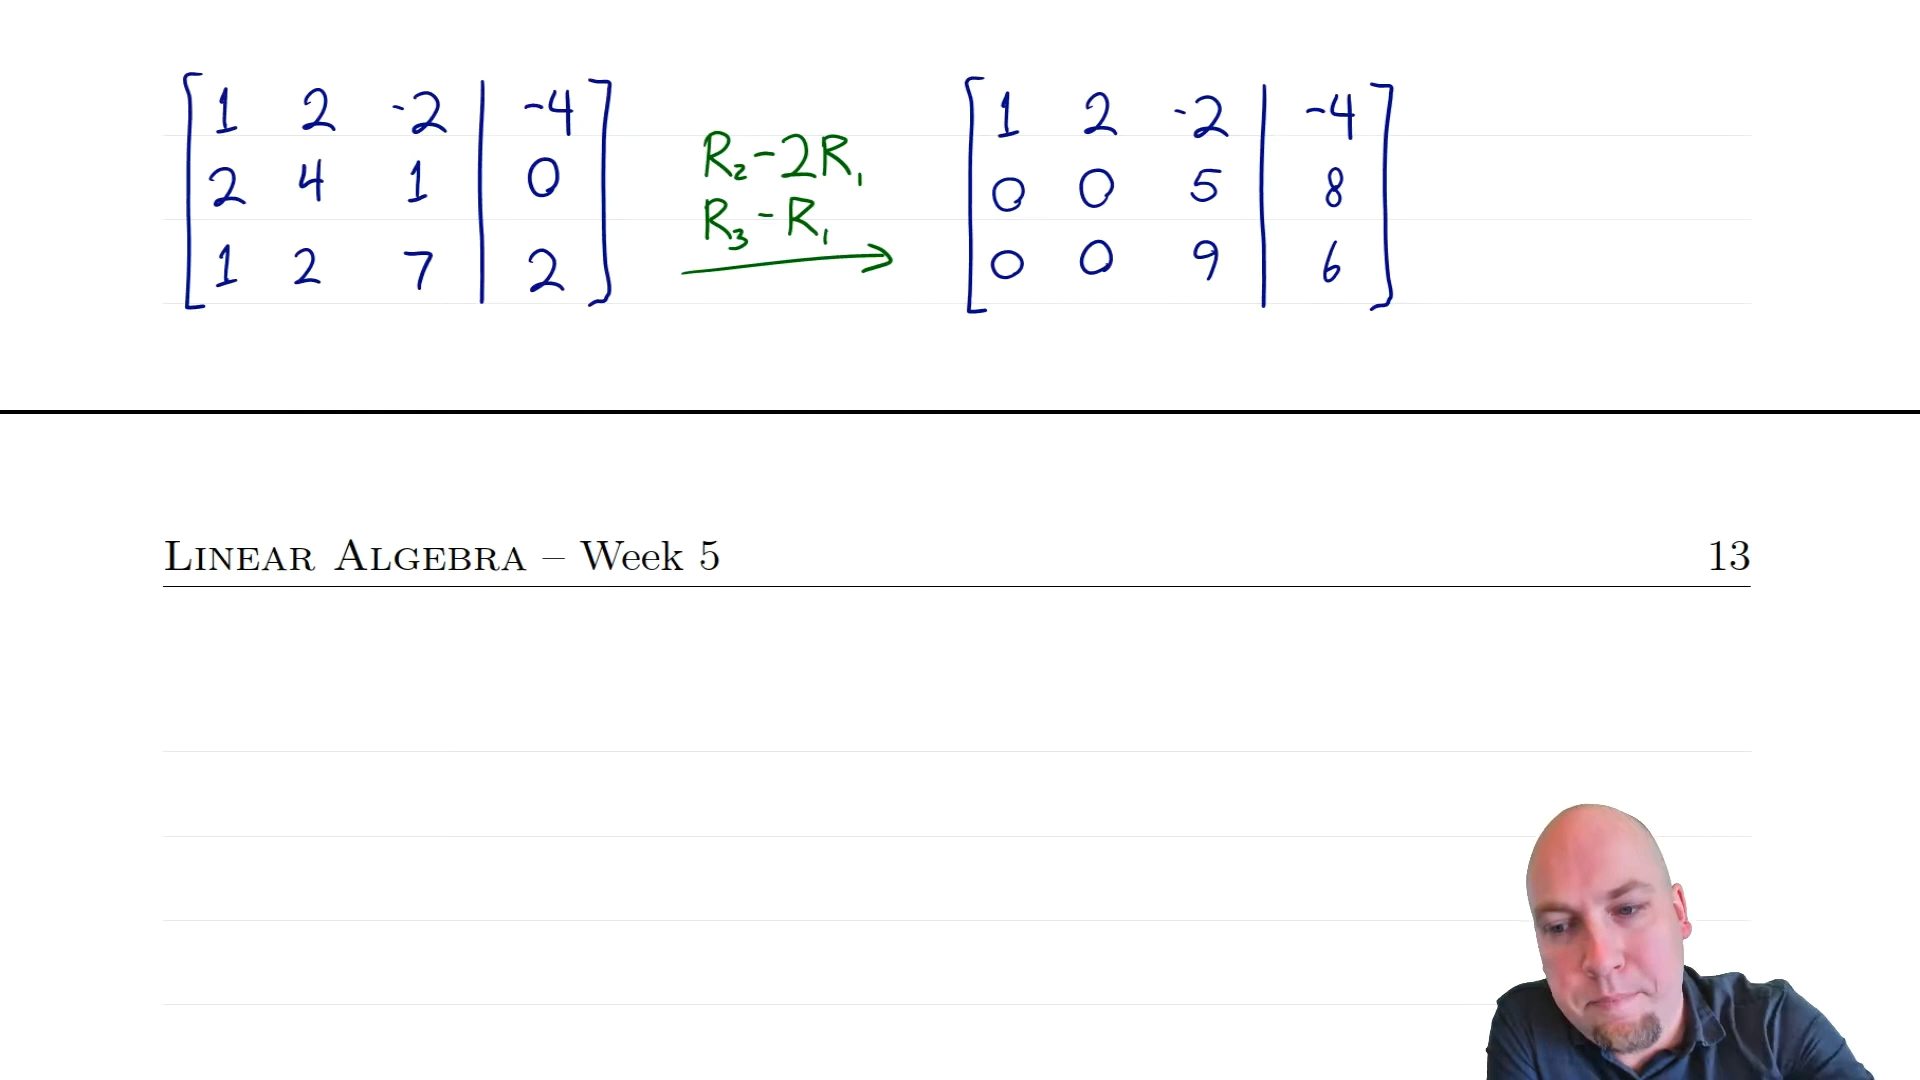 1 2 -2 | -4
2 4 1 | 0
1 2 7 | 2
R₂-2R₁
R₃-R₁
1 2 -2 | -4
0 0 5 | 8
0 0 9 | 6
LINEAR ALGEBRA – Week 5 13